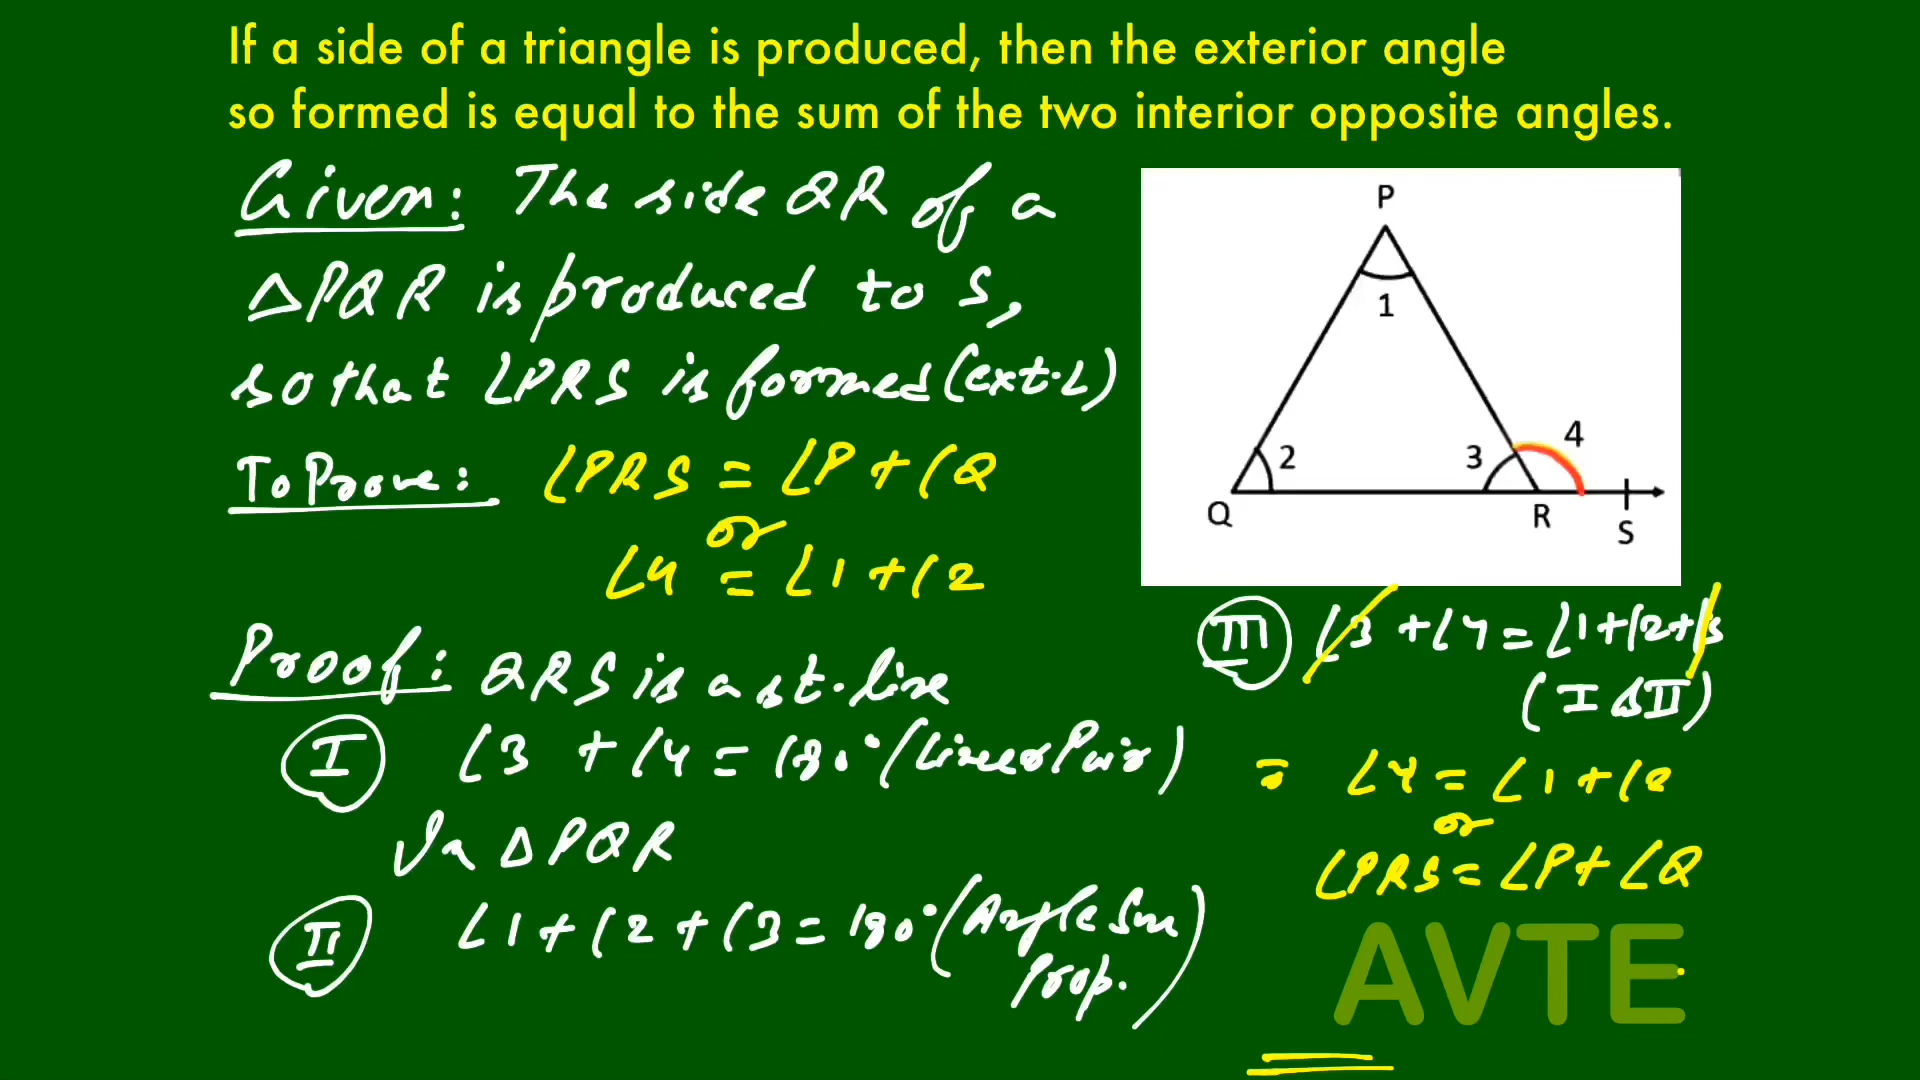 If a side of a triangle is produced, then the exterior angle
so formed is equal to the sum of the two interior opposite angles.
Given: The side QR of a
△PQR is produced to S,
so that ∠PRS is formed (ext.∠)
To Prove: ∠PRS = ∠P + ∠Q
or
∠4 = ∠1 + ∠2
Proof: QRS is a st. line
I ∠3 + ∠4 = 180° (Linear Pair)
In △PQR
II ∠1 + ∠2 + ∠3 = 180° (Angle Sum
Prop.)
P
1
2
3
4
Q
R
S
III ∠3 + ∠4 = ∠1 + ∠2 + ∠3
(I & II)
= ∠4 = ∠1 + ∠2
or
∠PRS = ∠P + ∠Q
AVTE